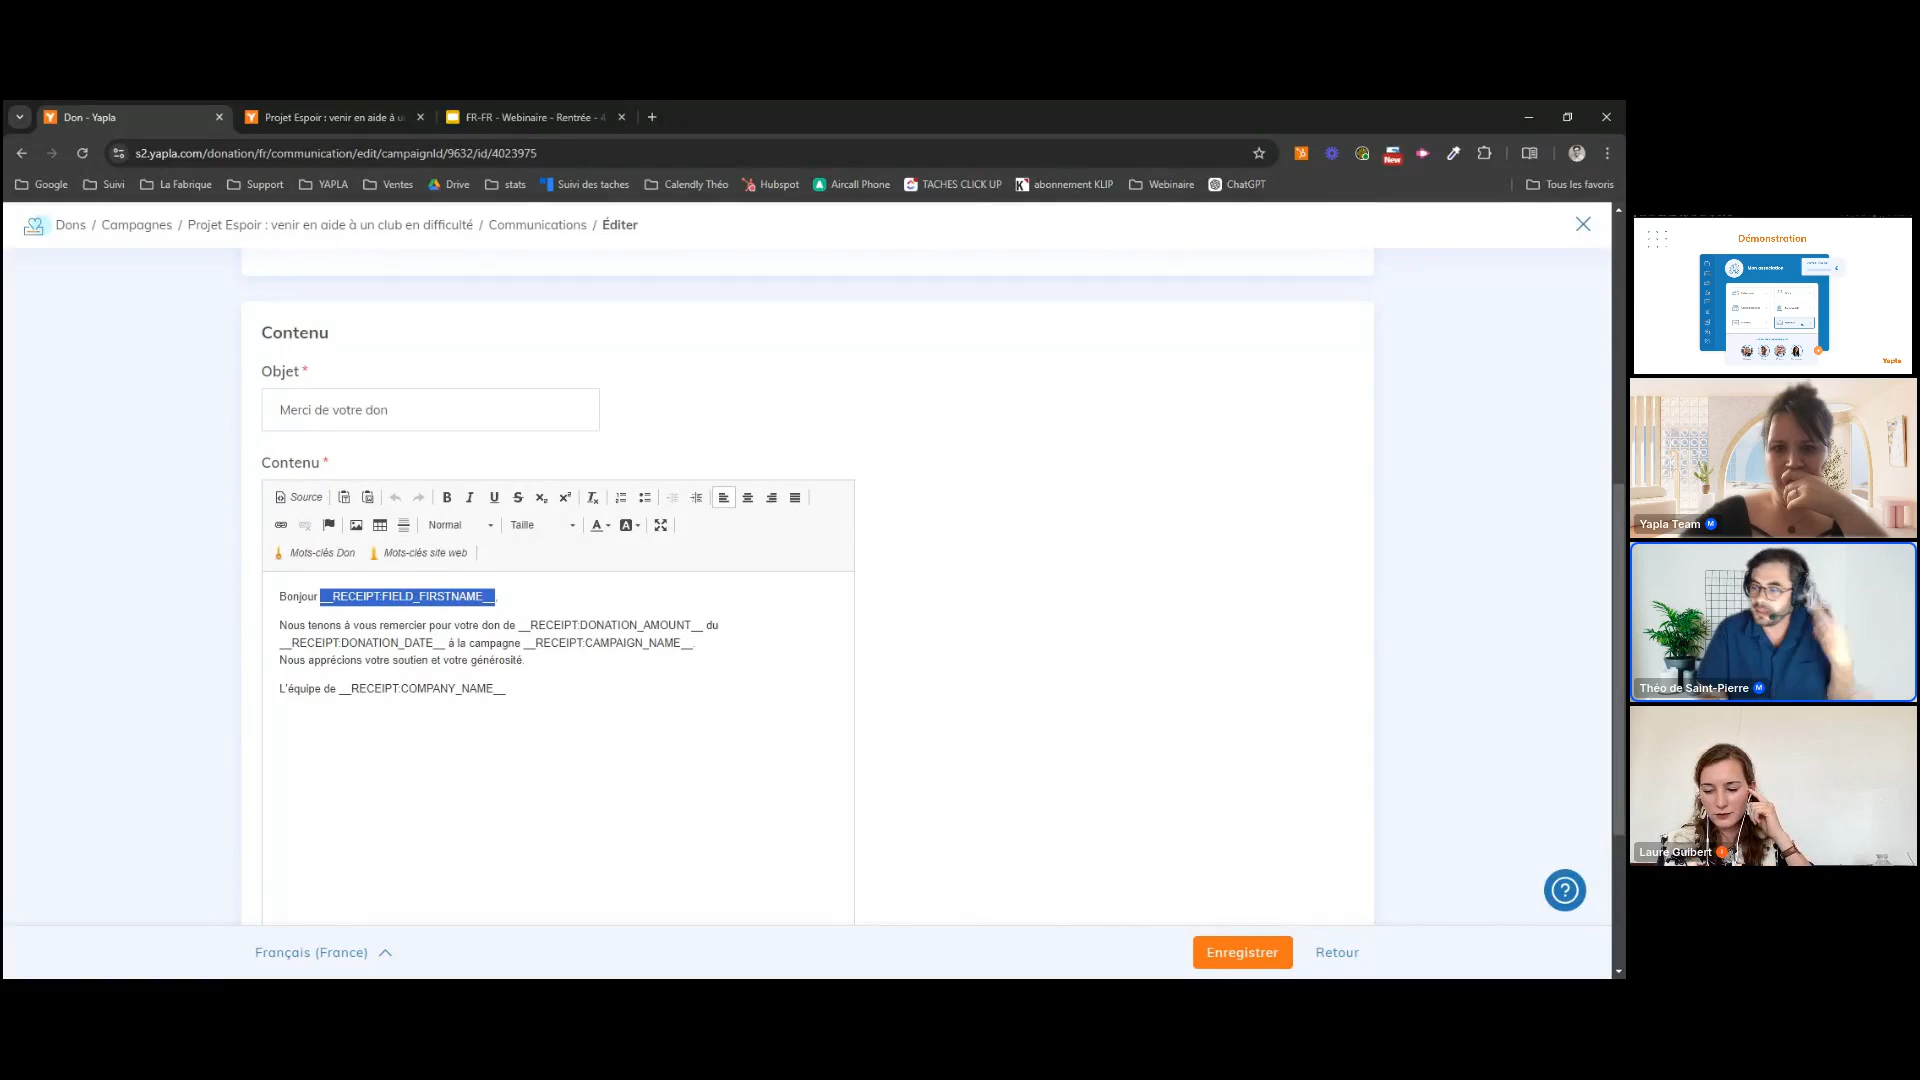 Don - Yapla
Projet Espoir : venir en aide à u
FR-FR - Webinaire - Rentrée - 4
s2.yapla.com/donation/fr/communication/edit/campaignId/9632/id/4023975
New
Google
Suivi
La Fabrique
Support
YAPLA
Ventes
Drive
stats
Suivi des taches
Calendly Théo
Hubspot
Aircall Phone
TACHES CLICK UP
abonnement KLIP
Webinaire
ChatGPT
Tous les favoris
Dons / Campagnes / Projet Espoir : venir en aide à un club en difficulté / Communications / Éditer
Contenu
Objet *
Merci de votre don
Contenu *
Source
Normal
Taille
Mots-clés Don
Mots-clés site web
Bonjour __RECEIPT:FIELD_FIRSTNAME__,
Nous tenons à vous remercier pour votre don de __RECEIPT:DONATION_AMOUNT__ du
__RECEIPT:DONATION_DATE__ à la campagne __RECEIPT:CAMPAIGN_NAME__.
Nous apprécions votre soutien et votre générosité.
L'équipe de __RECEIPT:COMPANY_NAME__
Français (France)
Enregistrer
Retour
Démonstration
Mon association
Yapla
Yapla Team
Théo de Saint-Pierre
Laure Guibert